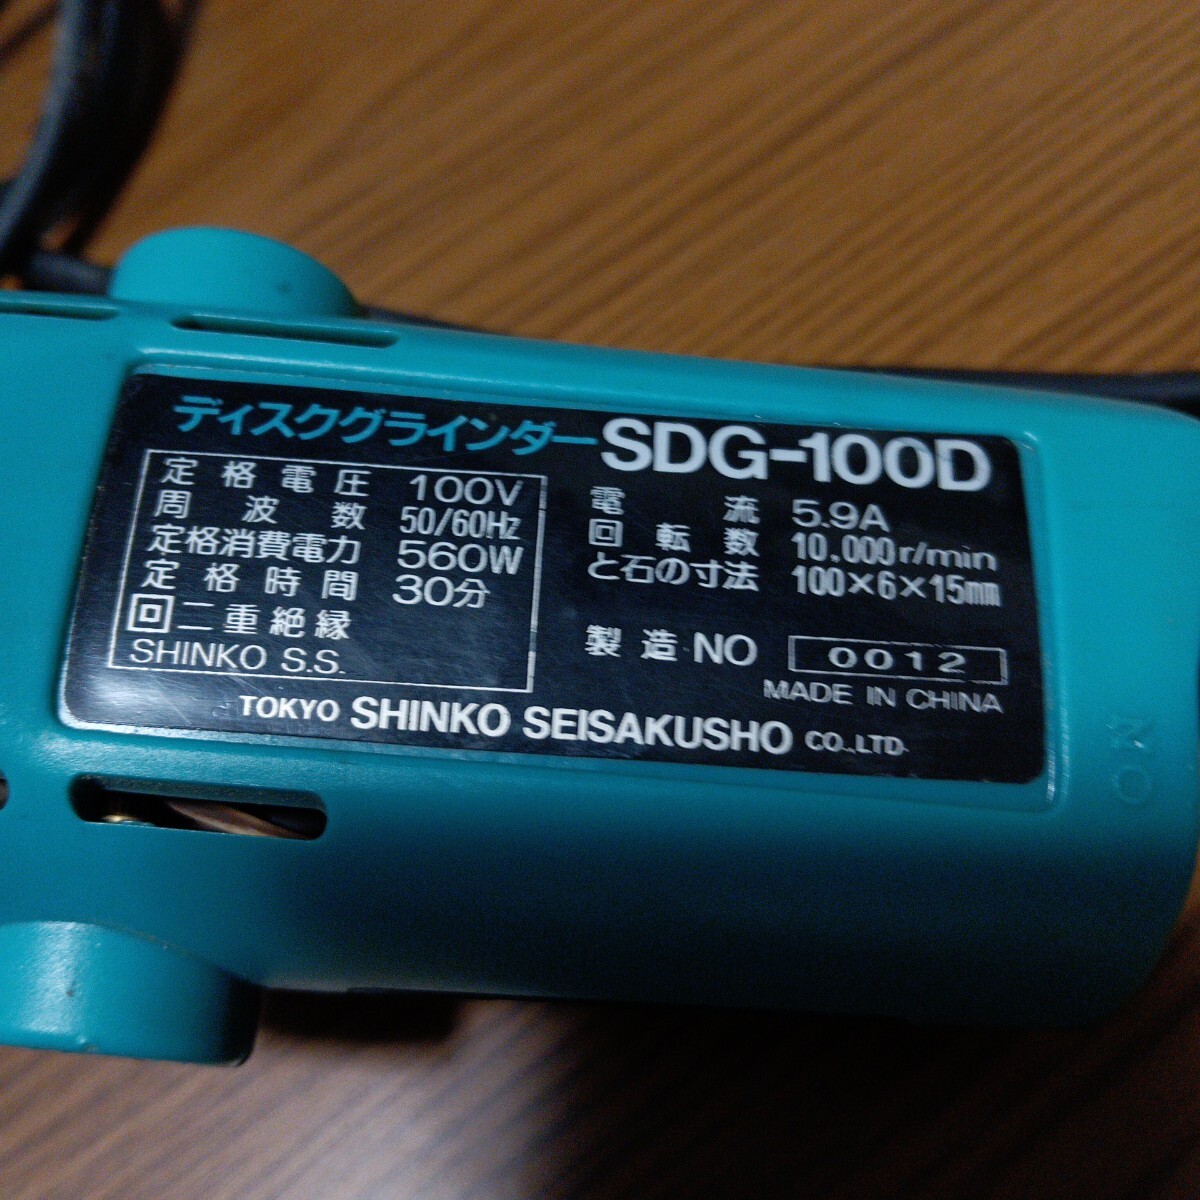 ディスクグラインダー SDG-100D
定格電圧 100V
周波数 50/60Hz
定格消費電力 560W
定格時間 30分
回 二重絶縁
SHINKO S.S.
電流 5.9A
回転数 10,000r/min
と石の寸法 100×6×15mm
製造NO 0012
MADE IN CHINA
TOKYO SHINKO SEISAKUSHO CO.,LTD.
NO